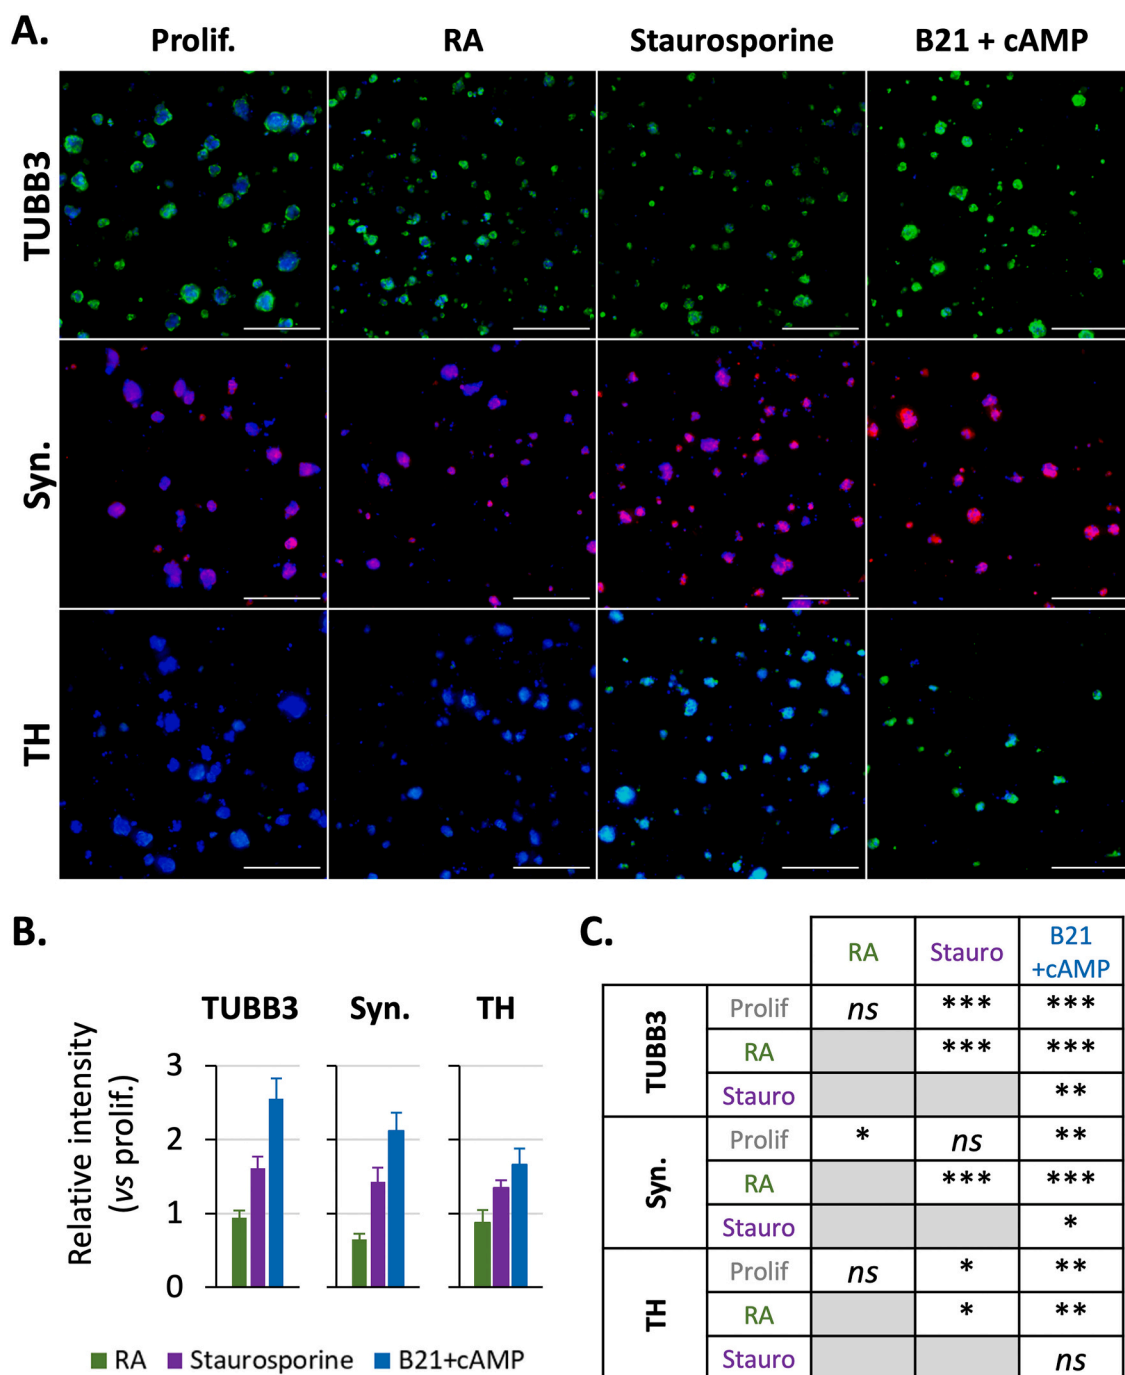 A.
Prolif. RA Staurosporine B21 + cAMP
TUBB3
Syn.
TH
B.
TUBB3 Syn. TH
Relative intensity
(vs prolif.)
3
2
1
0
RA Staurosporine B21+cAMP
C.
RA Stauro B21
+cAMP
TUBB3
Prolif ns *** ***
RA *** ***
Stauro **
Syn.
Prolif * ns **
RA *** ***
Stauro *
TH
Prolif ns * **
RA * **
Stauro ns